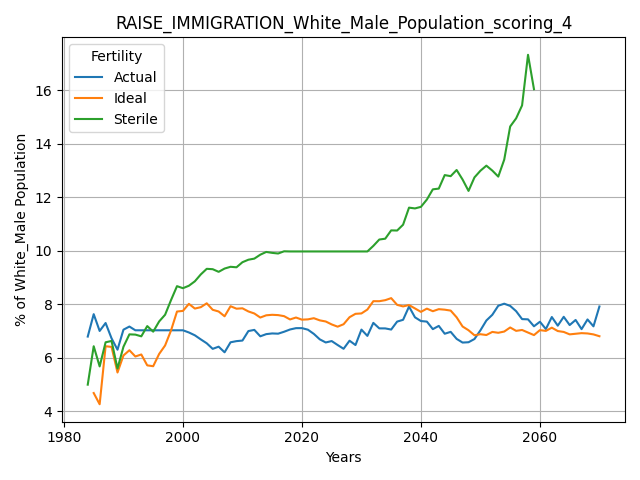 RAISE_IMMIGRATION_White_Male_Population_scoring_4
Fertility
Actual
Ideal
Sterile
% of White_Male Population
16
14
12
10
8
6
4
1980
2000
2020
2040
2060
Years